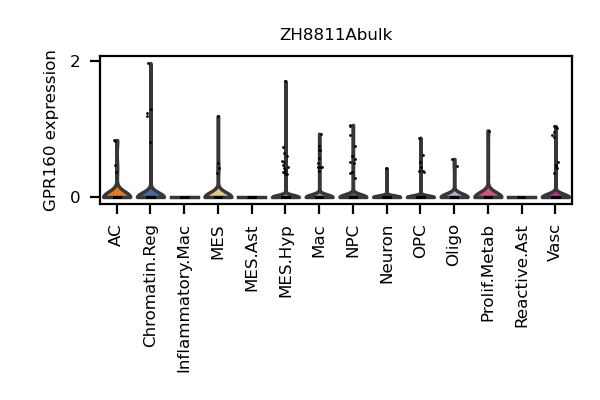 ZH8811Abulk
GPR160 expression
2
0
AC
Chromatin.Reg
Inflammatory.Mac
MES
MES.Ast
MES.Hyp
Mac
NPC
Neuron
OPC
Oligo
Prolif.Metab
Reactive.Ast
Vasc